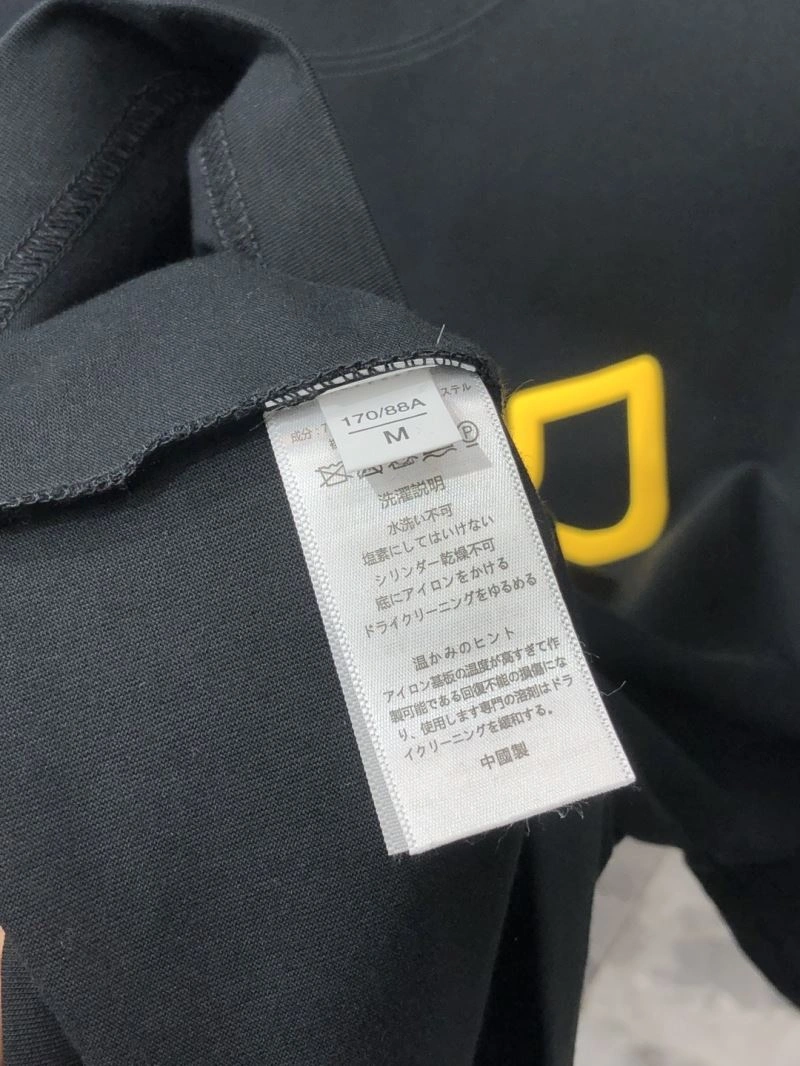 170/88A
M
成分:7
ステル
P
洗濯説明
水洗い不可
塩素にしてはいけない
シリンダー乾燥不可
底にアイロンをかける
ドライクリーニングをゆるめる
温かみのヒント
アイロン基板の温度が高すぎて作
製可能である回復不能の損傷にな
り、使用します専門の溶剤はドラ
イクリーニングを緩和する。
中國製